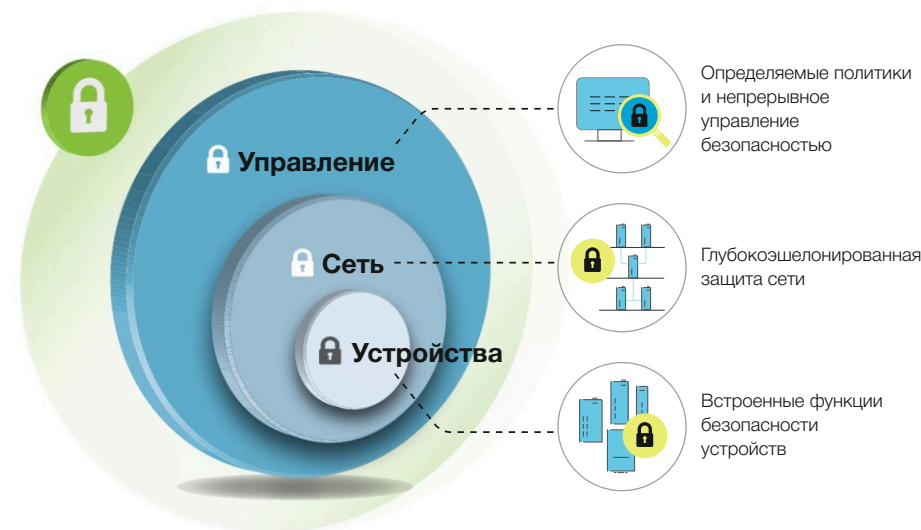 Управление
Определяемые политики
и непрерывное
управление
безопасностью
Сеть
Глубокоэшелонированная
защита сети
Устройства
Встроенные функции
безопасности
устройств